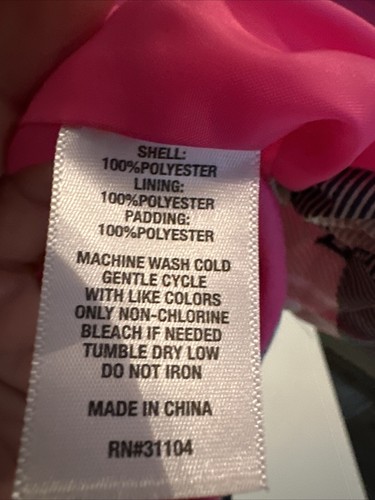 SHELL:
100%POLYESTER
LINING:
100%POLYESTER
PADDING:
100%POLYESTER
MACHINE WASH COLD
GENTLE CYCLE
WITH LIKE COLORS
ONLY NON-CHLORINE
BLEACH IF NEEDED
TUMBLE DRY LOW
DO NOT IRON
MADE IN CHINA
RN#31104